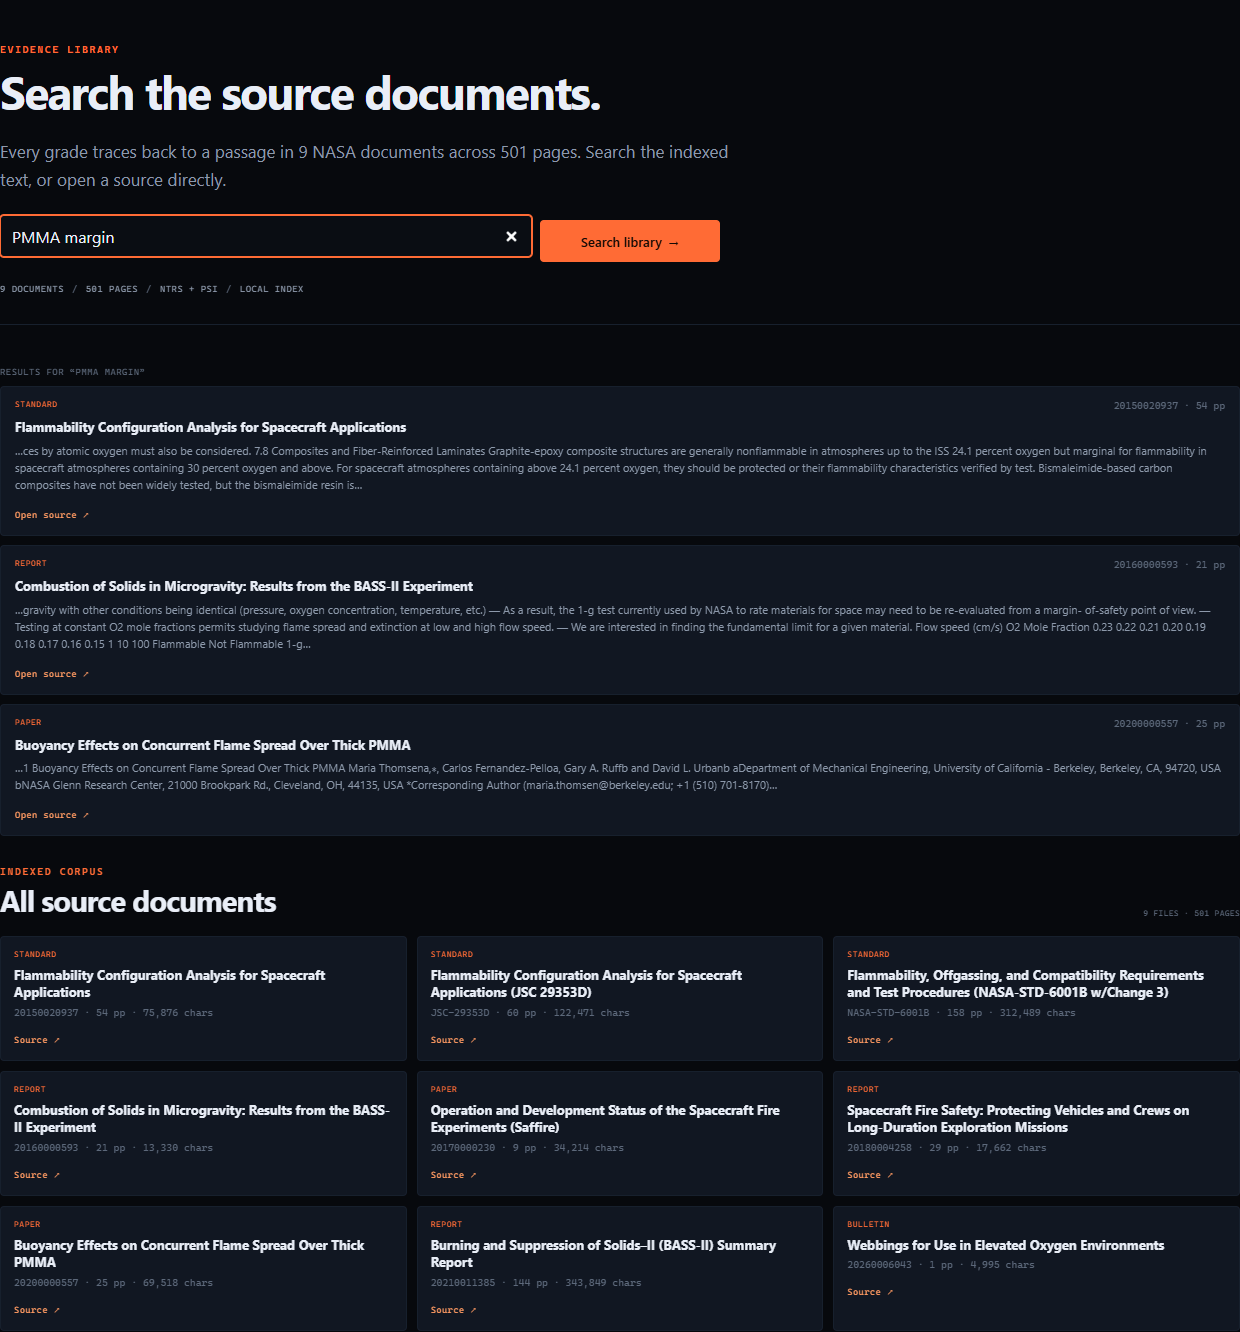 EVIDENCE LIBRARY
Search the source documents.
Every grade traces back to a passage in 9 NASA documents across 501 pages. Search the indexed
text, or open a source directly.
PMMA margin ×
Search library →
9 DOCUMENTS / 501 PAGES / NTRS + PSI / LOCAL INDEX
RESULTS FOR "PMMA MARGIN"
STANDARD
20150020937 · 54 pp
Flammability Configuration Analysis for Spacecraft Applications
...ces by atomic oxygen must also be considered. 7.8 Composites and Fiber-Reinforced Laminates Graphite-epoxy composite structures are generally nonflammable in atmospheres up to the ISS 24.1 percent oxygen but marginal for flammability in
spacecraft atmospheres containing 30 percent oxygen and above. For spacecraft atmospheres containing above 24.1 percent oxygen, they should be protected or their flammability characteristics verified by test. Bismaleimide-based carbon
composites have not been widely tested, but the bismaleimide resin is...
Open source ↗
REPORT
20160000593 · 21 pp
Combustion of Solids in Microgravity: Results from the BASS-II Experiment
...gravity with other conditions being identical (pressure, oxygen concentration, temperature, etc.) — As a result, the 1-g test currently used by NASA to rate materials for space may need to be re-evaluated from a margin- of-safety point of view. —
Testing at constant O2 mole fractions permits studying flame spread and extinction at low and high flow speed. — We are interested in finding the fundamental limit for a given material. Flow speed (cm/s) O2 Mole Fraction 0.23 0.22 0.21 0.20 0.19
0.18 0.17 0.16 0.15 1 10 100 Flammable Not Flammable 1-g...
Open source ↗
PAPER
20200000557 · 25 pp
Buoyancy Effects on Concurrent Flame Spread Over Thick PMMA
...1 Buoyancy Effects on Concurrent Flame Spread Over Thick PMMA Maria Thomsena,∗, Carlos Fernandez-Pelloa, Gary A. Ruffb and David L. Urbanb aDepartment of Mechanical Engineering, University of California - Berkeley, Berkeley, CA, 94720, USA
bNASA Glenn Research Center, 21000 Brookpark Rd., Cleveland, OH, 44135, USA *Corresponding Author (maria.thomsen@berkeley.edu; +1 (510) 701-8170)...
Open source ↗
INDEXED CORPUS
All source documents
9 FILES · 501 PAGES
STANDARD
Flammability Configuration Analysis for Spacecraft
Applications
20150020937 · 54 pp · 75,876 chars
Source ↗
STANDARD
Flammability Configuration Analysis for Spacecraft
Applications (JSC 29353D)
JSC-29353D · 60 pp · 122,471 chars
Source ↗
STANDARD
Flammability, Offgassing, and Compatibility Requirements
and Test Procedures (NASA-STD-6001B w/Change 3)
NASA-STD-6001B · 158 pp · 312,489 chars
Source ↗
REPORT
Combustion of Solids in Microgravity: Results from the BASS-
II Experiment
20160000593 · 21 pp · 13,330 chars
Source ↗
PAPER
Operation and Development Status of the Spacecraft Fire
Experiments (Saffire)
20170000230 · 9 pp · 34,214 chars
Source ↗
REPORT
Spacecraft Fire Safety: Protecting Vehicles and Crews on
Long-Duration Exploration Missions
20180004258 · 29 pp · 17,662 chars
Source ↗
PAPER
Buoyancy Effects on Concurrent Flame Spread Over Thick
PMMA
20200000557 · 25 pp · 69,518 chars
Source ↗
REPORT
Burning and Suppression of Solids–II (BASS-II) Summary
Report
20210011385 · 144 pp · 343,849 chars
Source ↗
BULLETIN
Webbings for Use in Elevated Oxygen Environments
20260006043 · 1 pp · 4,995 chars
Source ↗